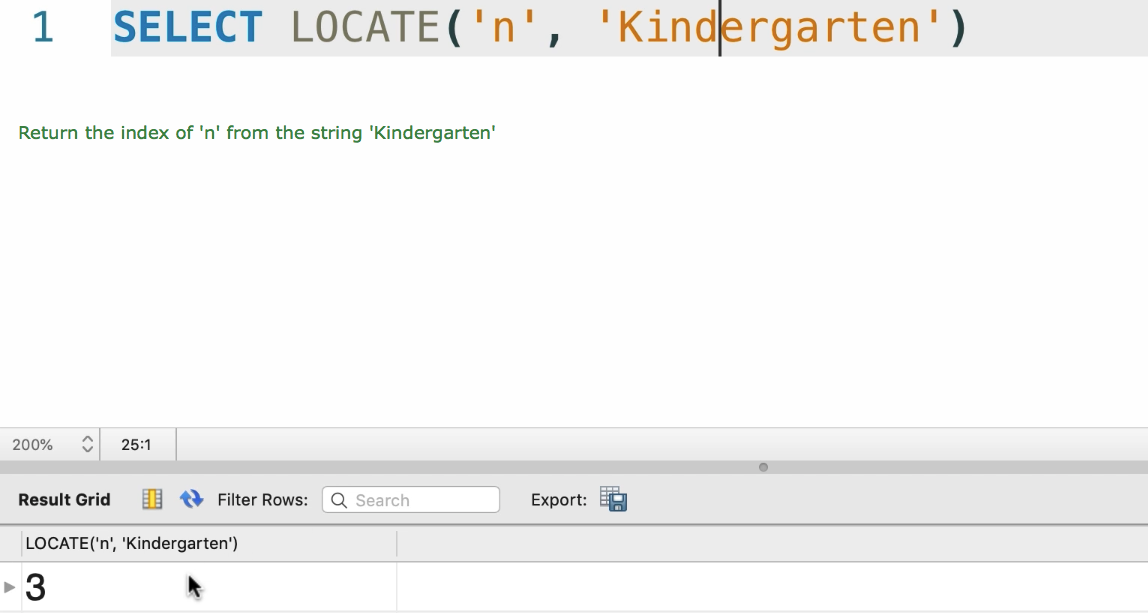 1 SELECT LOCATE('n', 'Kindergarten')
Return the index of 'n' from the string 'Kindergarten'
200% 25:1
Result Grid Filter Rows: Search Export:
LOCATE('n', 'Kindergarten')
3